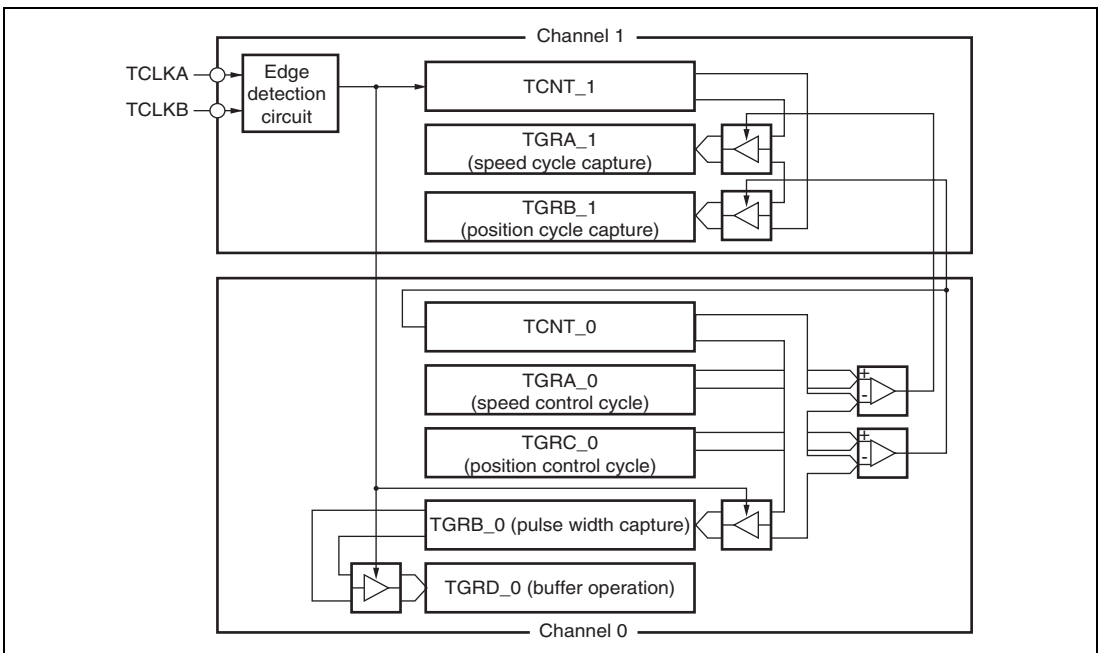 Channel 1
TCLKA
TCLKB
Edge
detection
circuit
TCNT_1
TGRA_1
(speed cycle capture)
TGRB_1
(position cycle capture)
TCNT_0
TGRA_0
(speed control cycle)
+
-
TGRC_0
(position control cycle)
+
-
TGRB_0 (pulse width capture)
TGRD_0 (buffer operation)
Channel 0